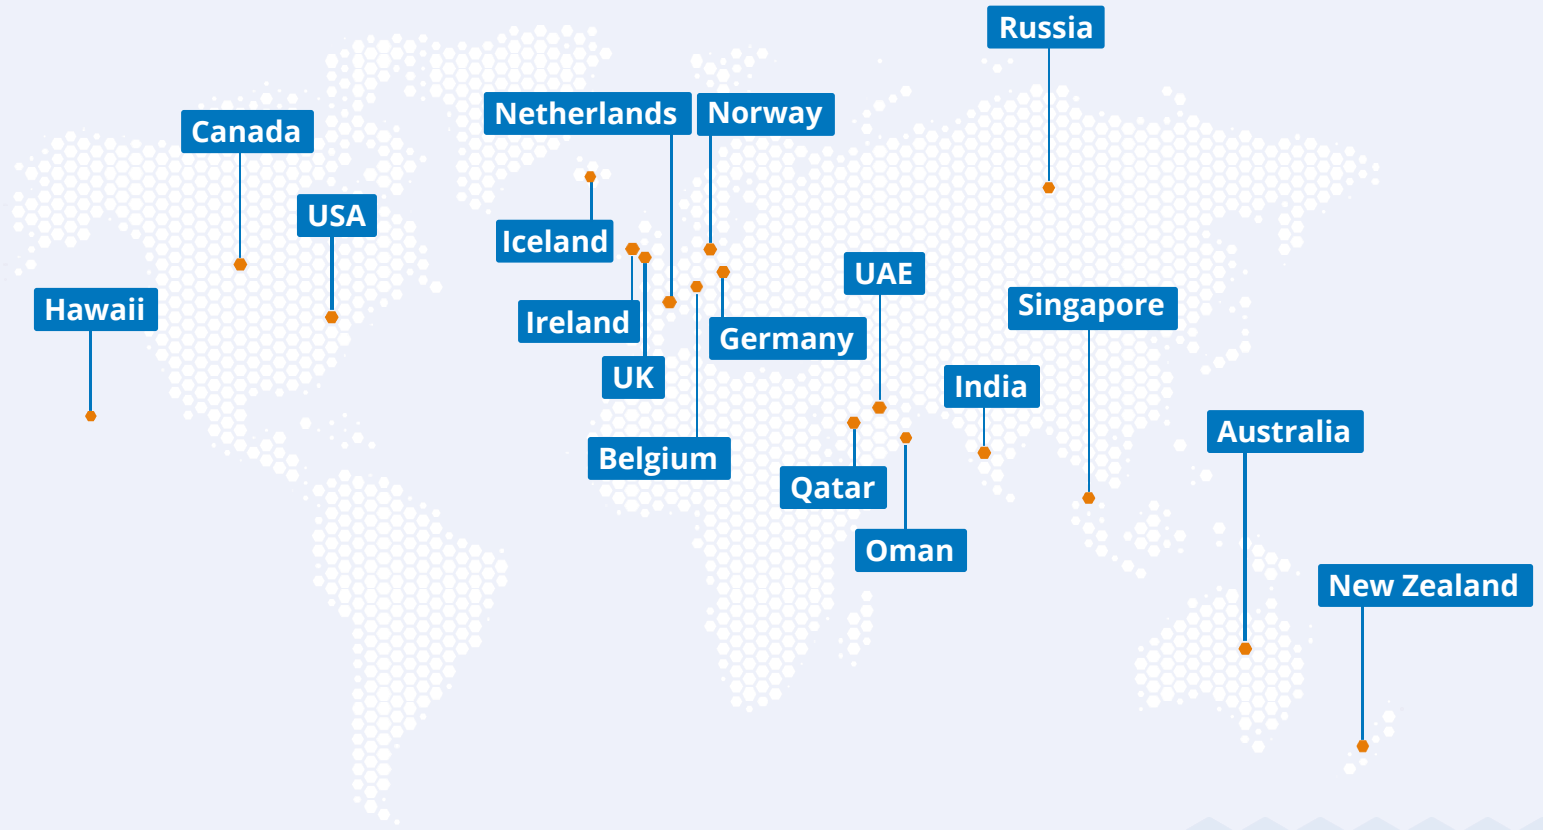 Russia
Netherlands
Norway
Canada
USA
Iceland
UAE
Hawaii
Singapore
Ireland
Germany
UK
India
Australia
Belgium
Qatar
Oman
New Zealand